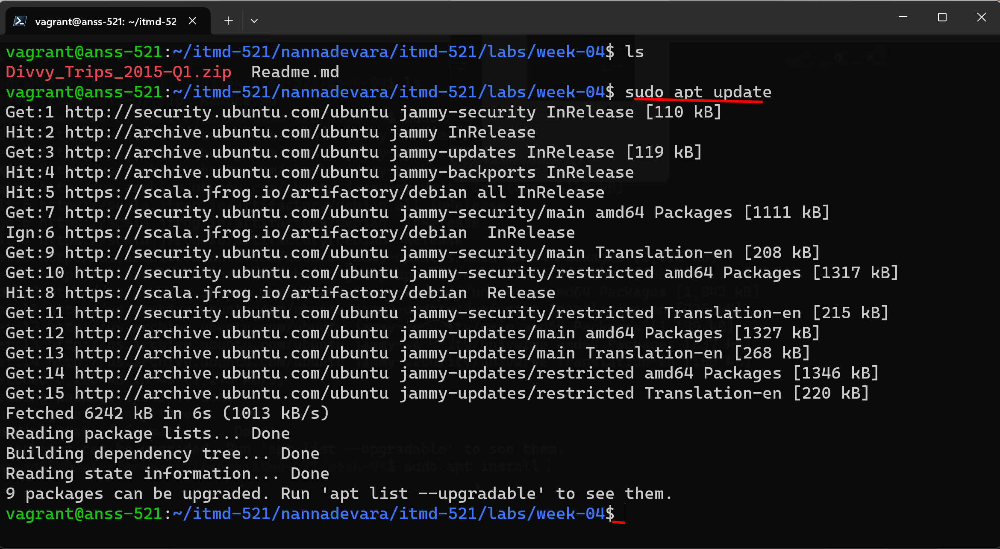 vagrant@anss-521: ~/itmd-52
vagrant@anss-521:~/itmd-521/nannadevara/itmd-521/labs/week-04$ ls
Divvy_Trips_2015-Q1.zip  Readme.md
vagrant@anss-521:~/itmd-521/nannadevara/itmd-521/labs/week-04$ sudo apt update
Get:1 http://security.ubuntu.com/ubuntu jammy-security InRelease [110 kB]
Hit:2 http://archive.ubuntu.com/ubuntu jammy InRelease
Get:3 http://archive.ubuntu.com/ubuntu jammy-updates InRelease [119 kB]
Hit:4 http://archive.ubuntu.com/ubuntu jammy-backports InRelease
Hit:5 https://scala.jfrog.io/artifactory/debian all InRelease
Get:7 http://security.ubuntu.com/ubuntu jammy-security/main amd64 Packages [1111 kB]
Ign:6 https://scala.jfrog.io/artifactory/debian  InRelease
Get:9 http://security.ubuntu.com/ubuntu jammy-security/main Translation-en [208 kB]
Get:10 http://security.ubuntu.com/ubuntu jammy-security/restricted amd64 Packages [1317 kB]
Hit:8 https://scala.jfrog.io/artifactory/debian  Release
Get:11 http://security.ubuntu.com/ubuntu jammy-security/restricted Translation-en [215 kB]
Get:12 http://archive.ubuntu.com/ubuntu jammy-updates/main amd64 Packages [1327 kB]
Get:13 http://archive.ubuntu.com/ubuntu jammy-updates/main Translation-en [268 kB]
Get:14 http://archive.ubuntu.com/ubuntu jammy-updates/restricted amd64 Packages [1346 kB]
Get:15 http://archive.ubuntu.com/ubuntu jammy-updates/restricted Translation-en [220 kB]
Fetched 6242 kB in 6s (1013 kB/s)
Reading package lists... Done
Building dependency tree... Done
Reading state information... Done
9 packages can be upgraded. Run 'apt list --upgradable' to see them.
vagrant@anss-521:~/itmd-521/nannadevara/itmd-521/labs/week-04$